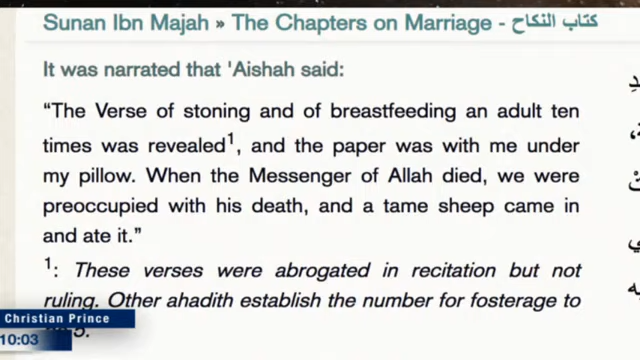 Sunan Ibn Majah » The Chapters on Marriage - كتاب النكاح
It was narrated that 'Aishah said:
“The Verse of stoning and of breastfeeding an adult ten
times was revealed¹, and the paper was with me under
my pillow. When the Messenger of Allah died, we were
preoccupied with his death, and a tame sheep came in
and ate it.”
¹: These verses were abrogated in recitation but not
ruling. Other ahadith establish the number for fosterage to
5.
Christian Prince
10:03